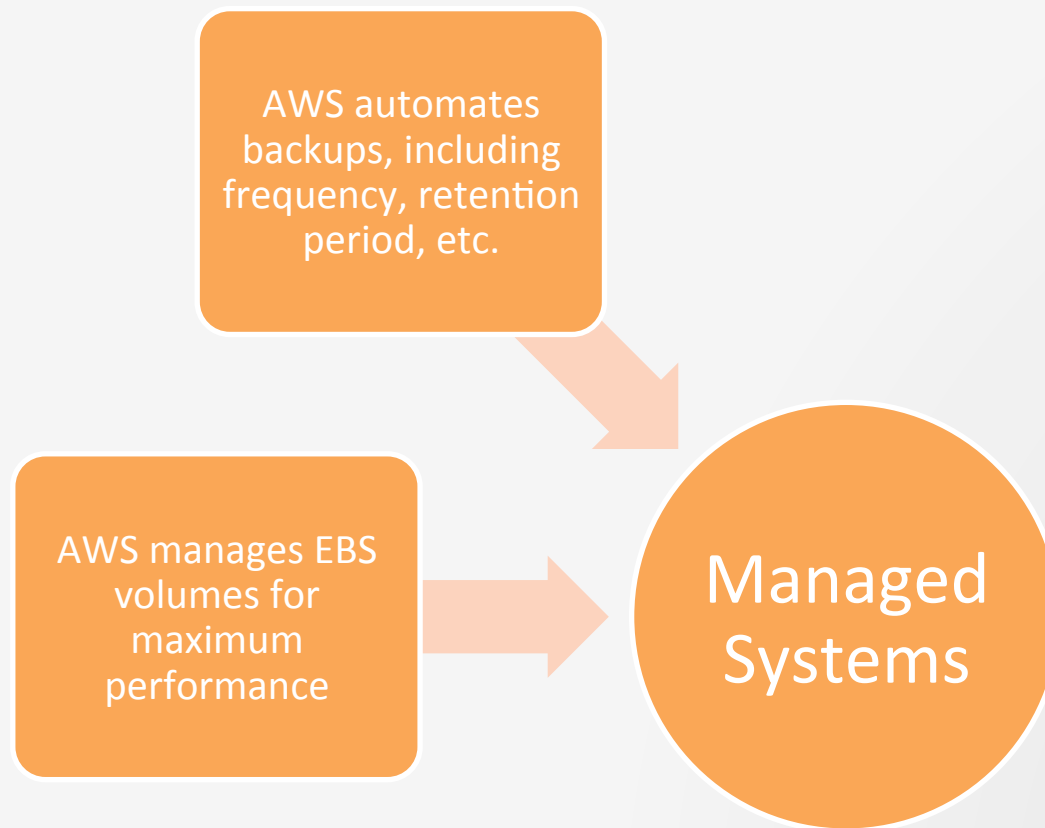 AWS automates
backups, including
frequency, retention
period, etc.
AWS manages EBS
volumes for
maximum
performance
Managed
Systems